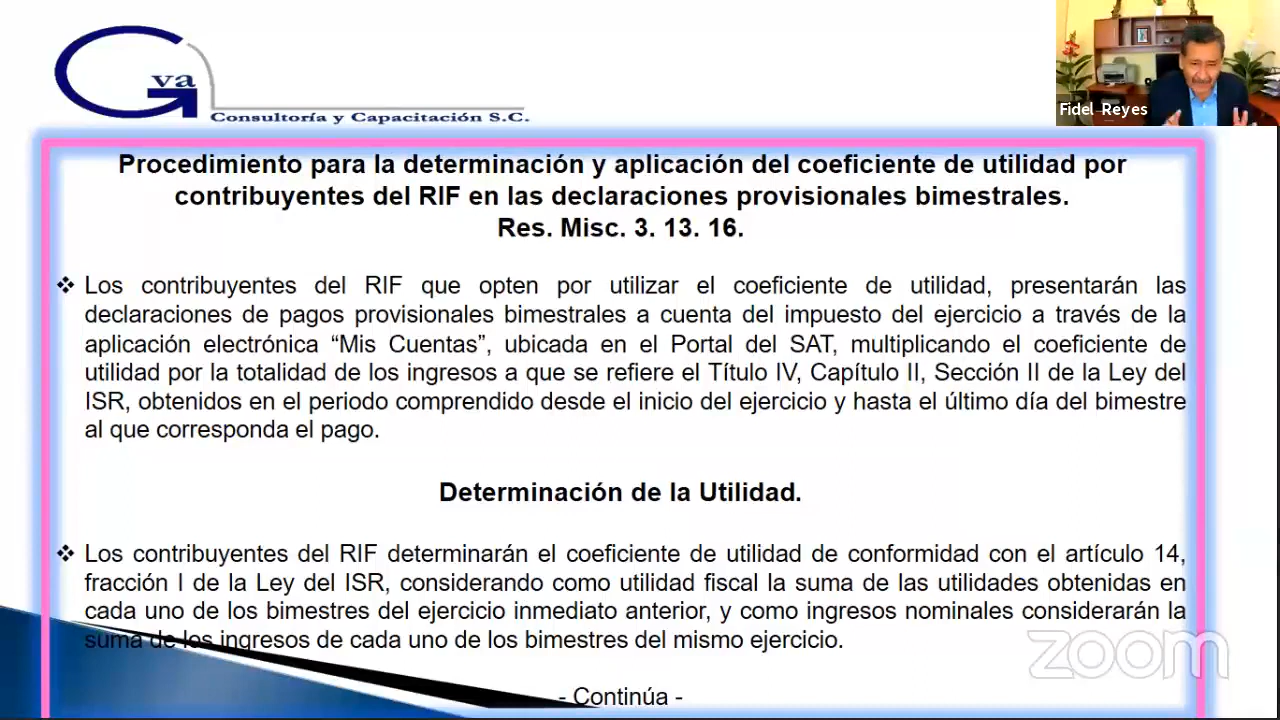 va
Consultoría y Capacitación S.C.
Fidel Reyes
Procedimiento para la determinación y aplicación del coeficiente de utilidad por
contribuyentes del RIF en las declaraciones provisionales bimestrales.
Res. Misc. 3. 13. 16.
❖ Los contribuyentes del RIF que opten por utilizar el coeficiente de utilidad, presentarán las
declaraciones de pagos provisionales bimestrales a cuenta del impuesto del ejercicio a través de la
aplicación electrónica “Mis Cuentas”, ubicada en el Portal del SAT, multiplicando el coeficiente de
utilidad por la totalidad de los ingresos a que se refiere el Título IV, Capítulo II, Sección II de la Ley del
ISR, obtenidos en el periodo comprendido desde el inicio del ejercicio y hasta el último día del bimestre
al que corresponda el pago.
Determinación de la Utilidad.
❖ Los contribuyentes del RIF determinarán el coeficiente de utilidad de conformidad con el artículo 14,
fracción I de la Ley del ISR, considerando como utilidad fiscal la suma de las utilidades obtenidas en
cada uno de los bimestres del ejercicio inmediato anterior, y como ingresos nominales considerarán la
suma de los ingresos de cada uno de los bimestres del mismo ejercicio.
zoom
- Continúa -